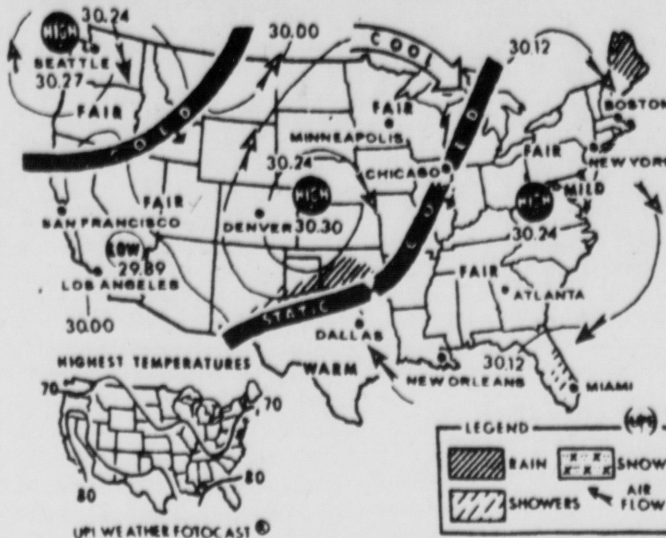 HIGH 30.24
30.00
COOL
30.12
SEATTLE
30.27
FAIR
COLD
FAIR
MINNEAPOLIS
BOSTON
COLD
CHICAGO
FAIR
NEW YORK
MILD
30.24
HIGH
30.30
HIGH
30.24
FAIR
SAN FRANCISCO
DENVER
LOW
29.89
LOS ANGELES
30.00
FAIR
ATLANTA
STATIC
DALLAS
WARM
30.12
NEW ORLEANS
MIAMI
HIGHEST TEMPERATURES
70
70
80
80
UPI WEATHER FOTOCAST ®
LEGEND
RAIN
SNOW
SHOWERS
AIR
FLOW